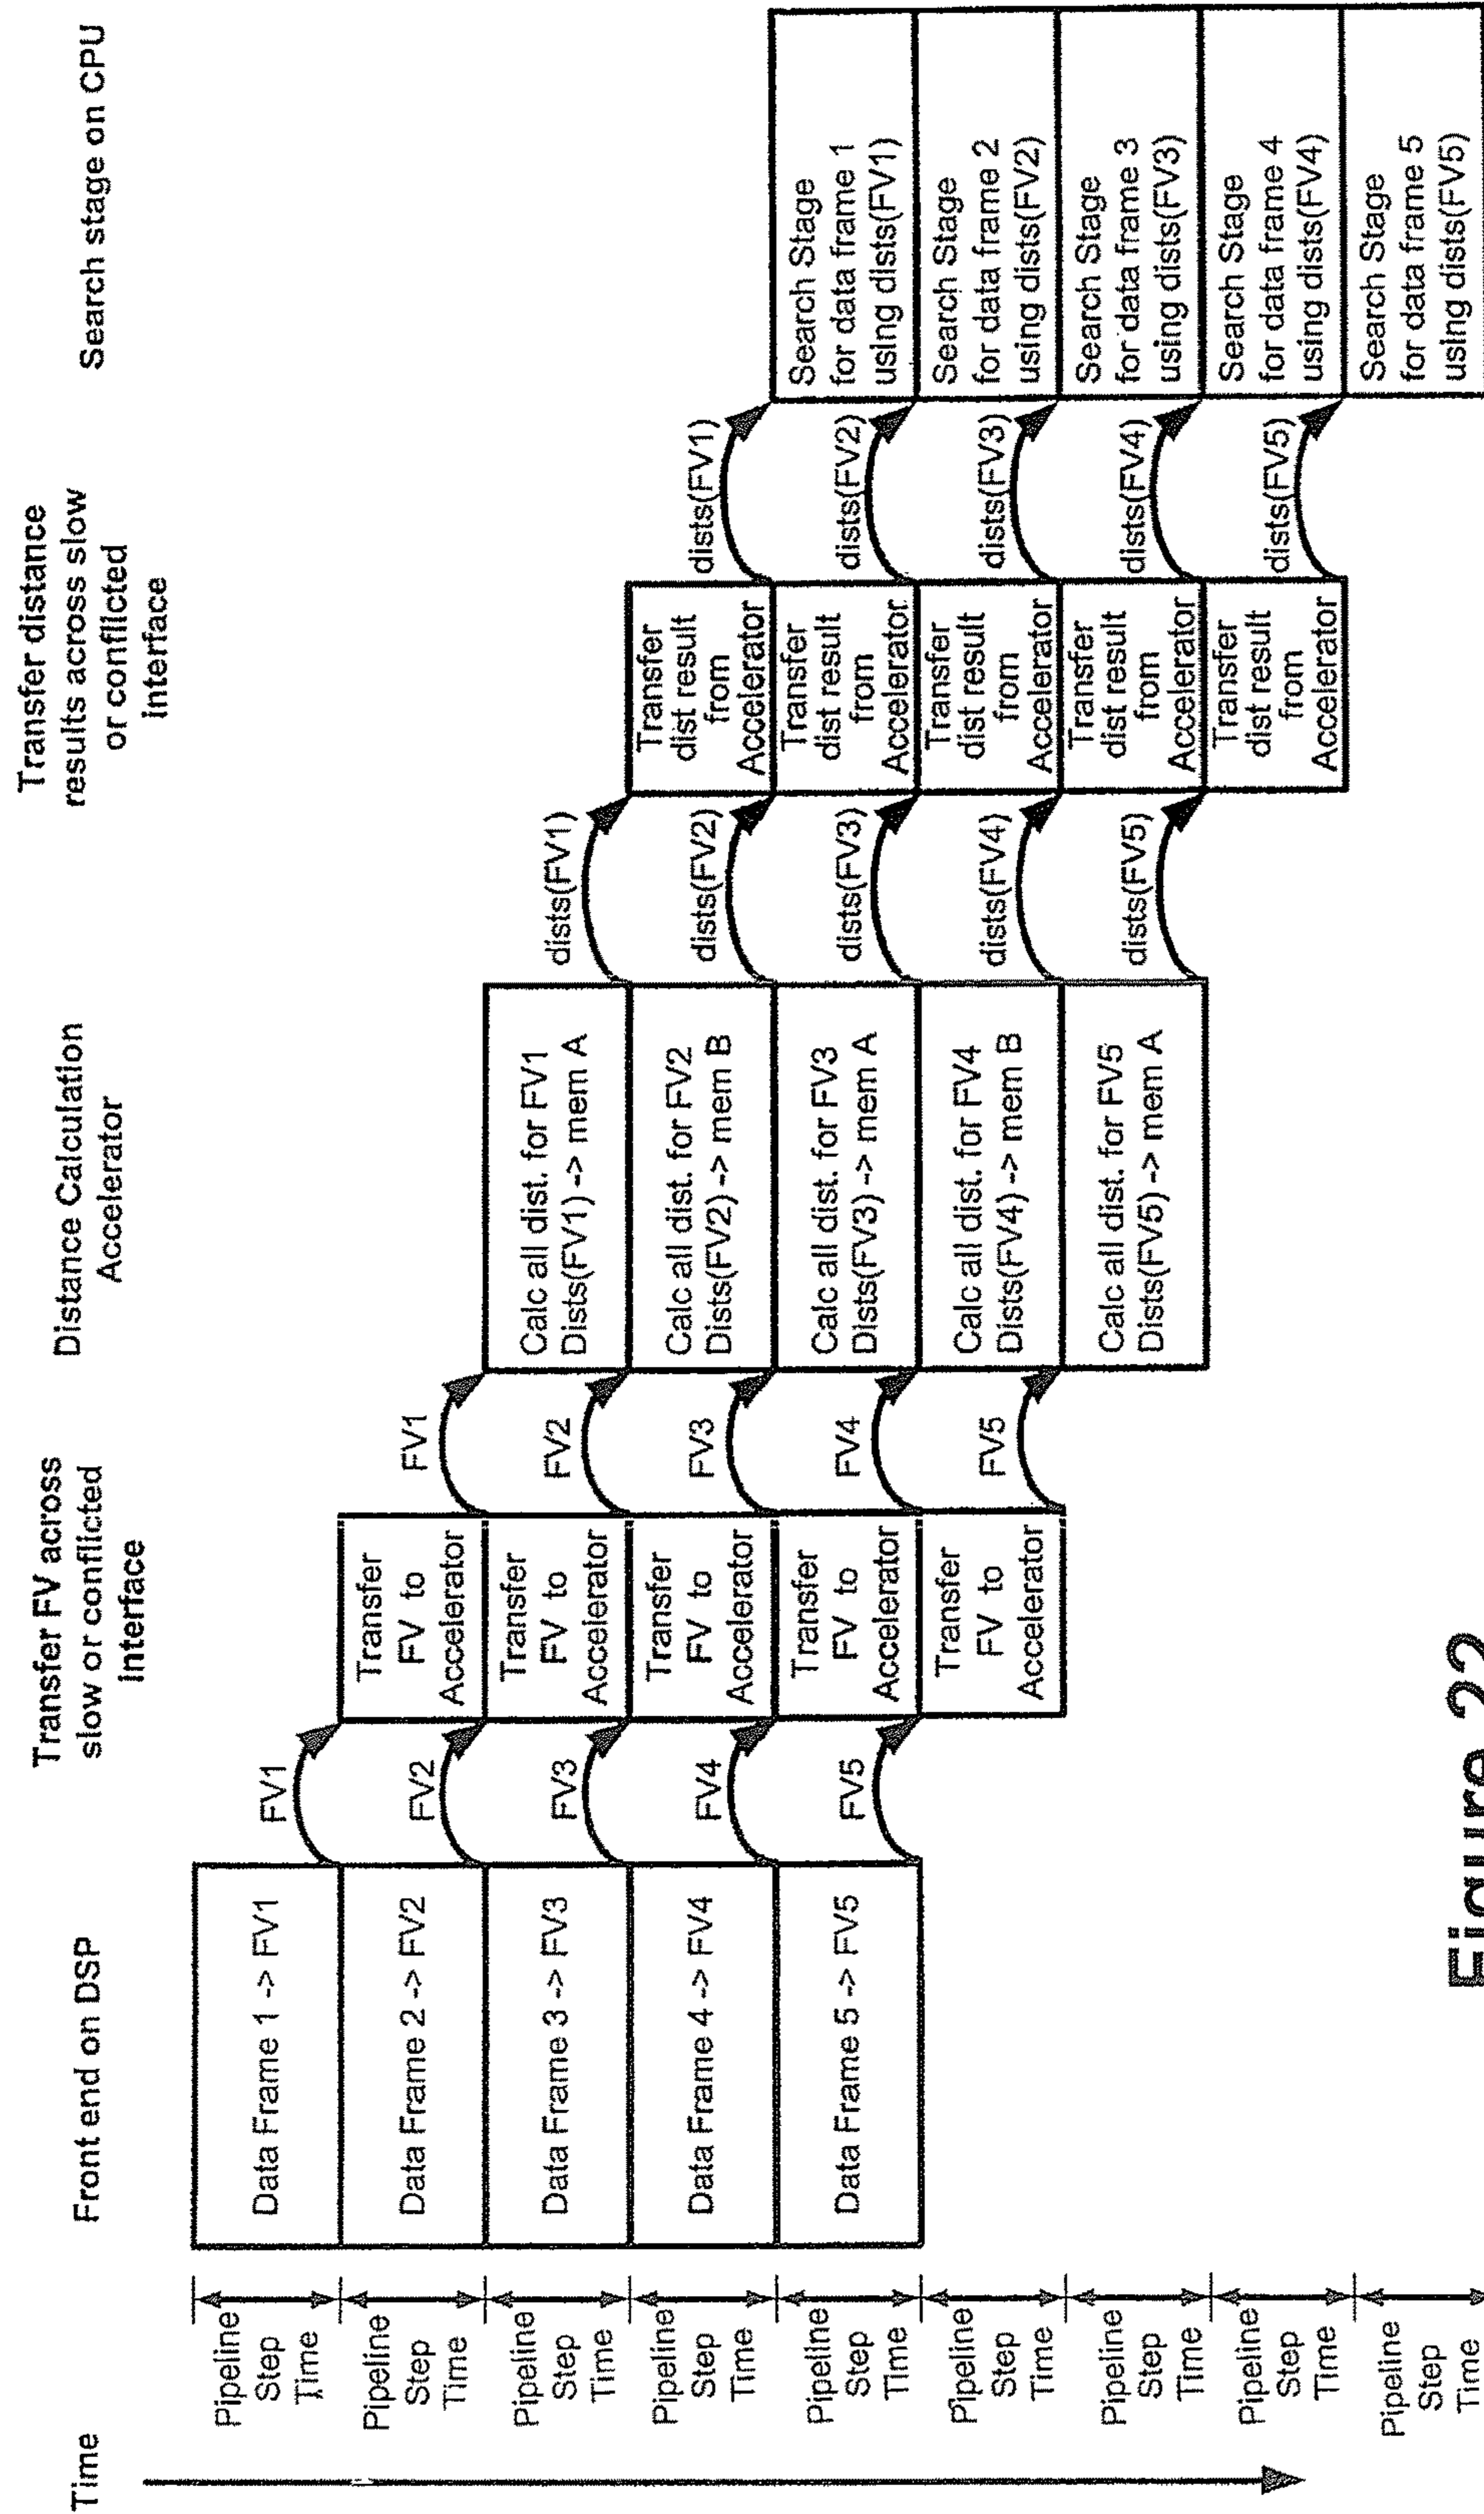 Time
Front end on DSP
Transfer FV across
slow or conflicted
interface
Distance Calculation
Accelerator
Transfer distance
results across slow
or conflicted
interface
Search stage on CPU
Pipeline
Step
Time
Data Frame 1 -> FV1
FV1
Pipeline
Step
Time
Data Frame 2 -> FV2
FV2
Transfer
FV to
Accelerator
FV1
Pipeline
Step
Time
Data Frame 3 -> FV3
FV3
Transfer
FV to
Accelerator
FV2
Calc all dist. for FV1
Dists(FV1) -> mem A
dists(FV1)
Pipeline
Step
Time
Data Frame 4 -> FV4
FV4
Transfer
FV to
Accelerator
FV3
Calc all dist. for FV2
Dists(FV2) -> mem B
dists(FV2)
Transfer
dist result
from
Accelerator
dists(FV1)
Pipeline
Step
Time
Data Frame 5 -> FV5
FV5
Transfer
FV to
Accelerator
FV4
Calc all dist. for FV3
Dists(FV3) -> mem A
dists(FV3)
Transfer
dist result
from
Accelerator
dists(FV2)
Search Stage
for data frame 1
using dists(FV1)
Pipeline
Step
Time
Transfer
FV to
Accelerator
FV5
Calc all dist. for FV4
Dists(FV4) -> mem B
dists(FV4)
Transfer
dist result
from
Accelerator
dists(FV3)
Search Stage
for data frame 2
using dists(FV2)
Pipeline
Step
Time
Calc all dist. for FV5
Dists(FV5) -> mem A
dists(FV5)
Transfer
dist result
from
Accelerator
dists(FV4)
Search Stage
for data frame 3
using dists(FV3)
Pipeline
Step
Time
Transfer
dist result
from
Accelerator
dists(FV5)
Search Stage
for data frame 4
using dists(FV4)
Pipeline
Step
Time
Search Stage
for data frame 5
using dists(FV5)
Figure 22